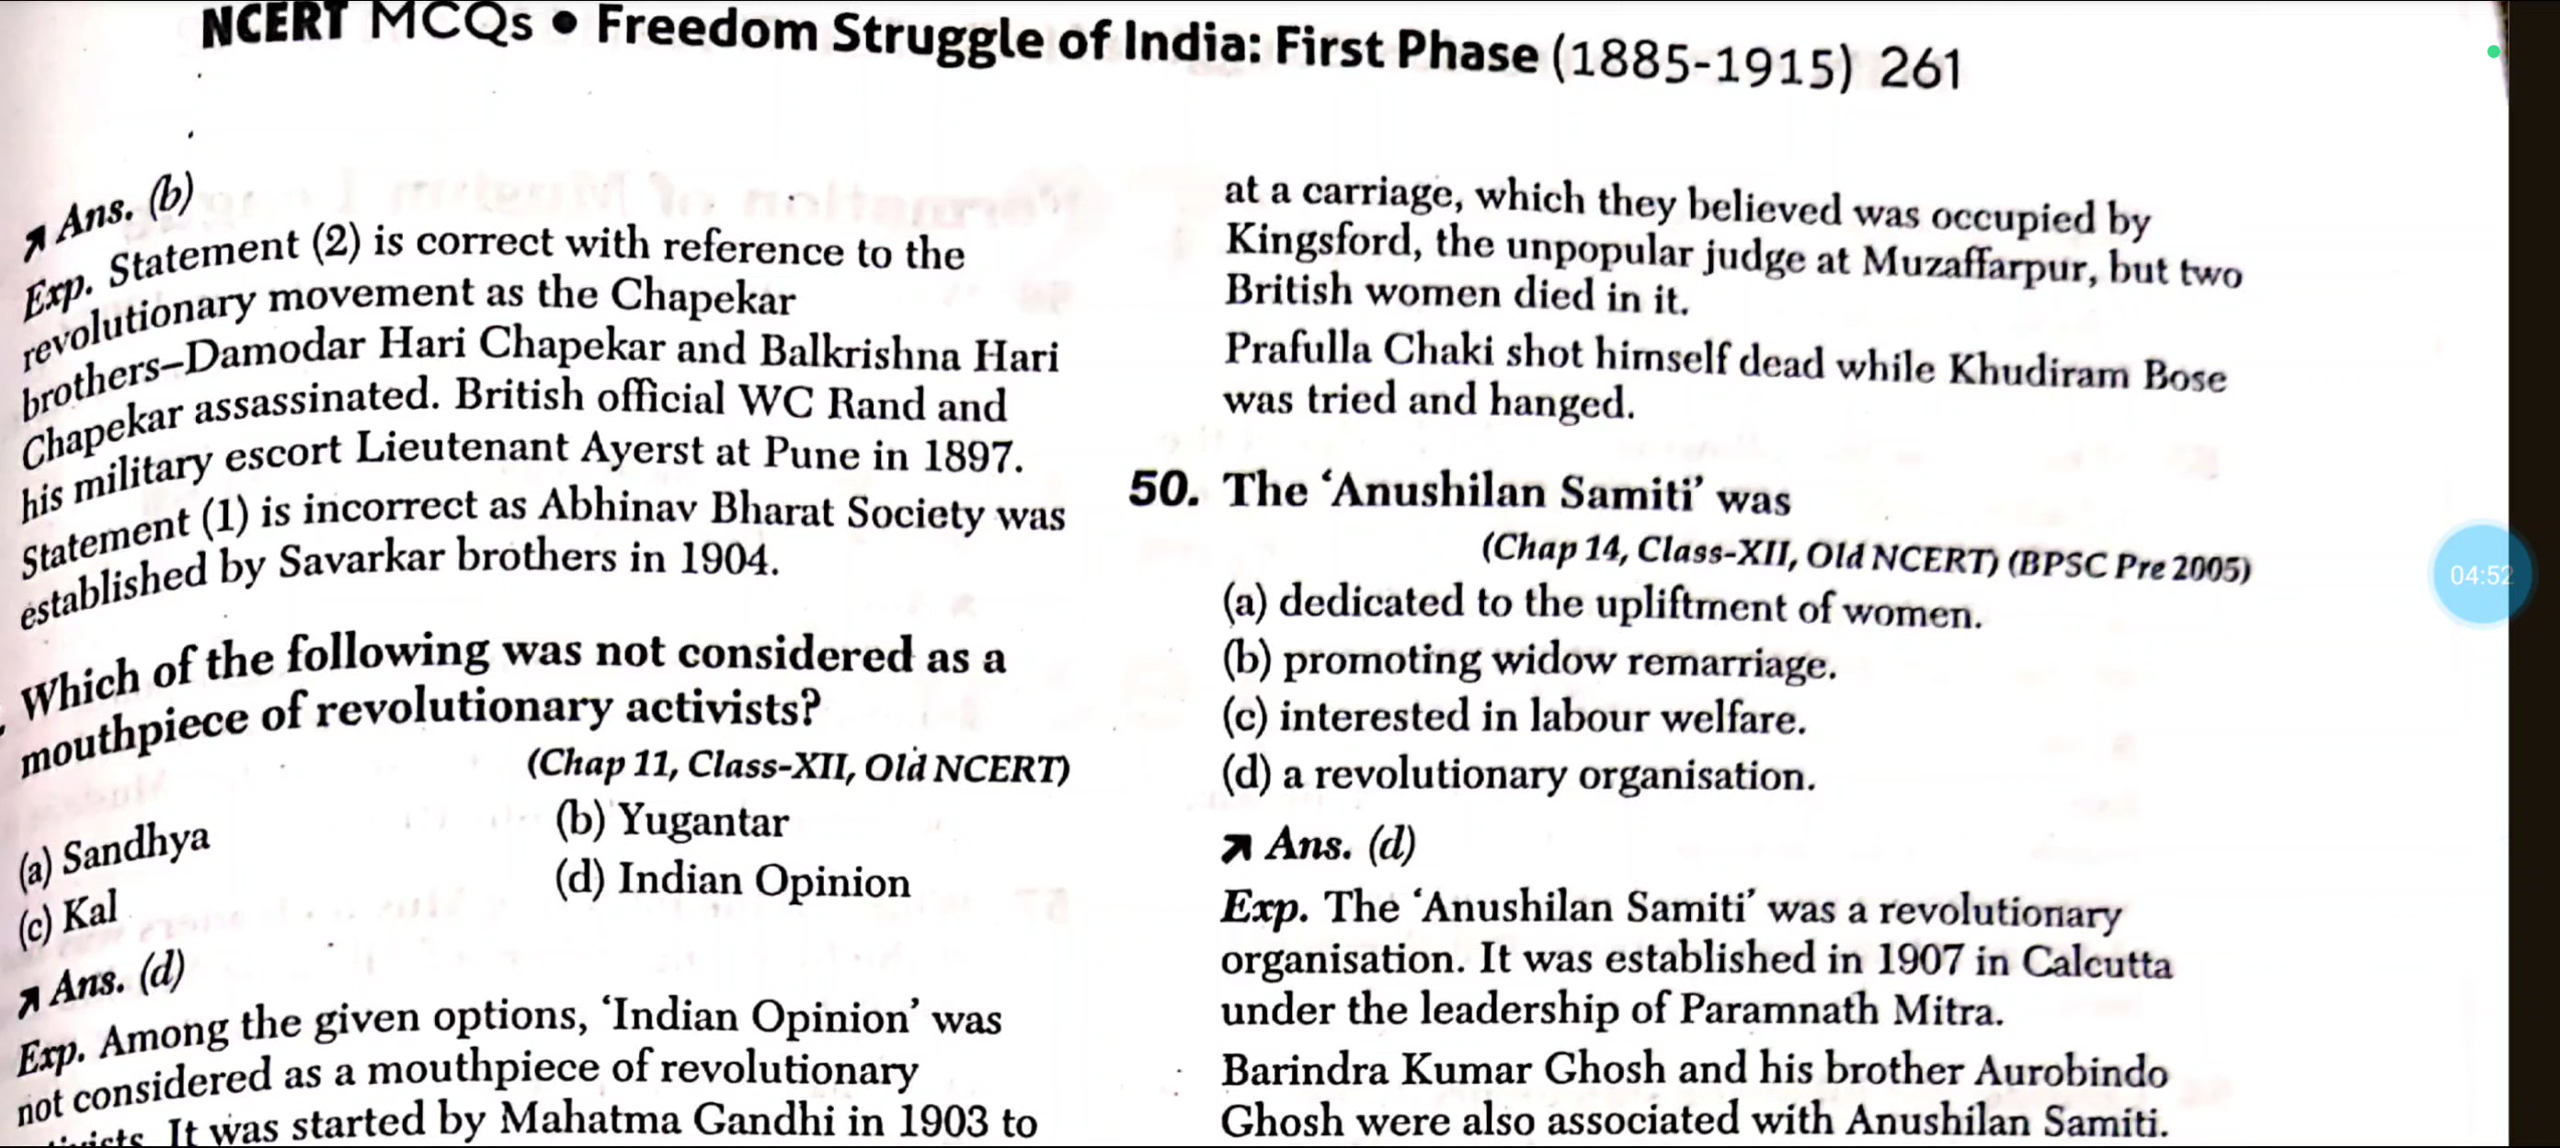 NCERT MCQs • Freedom Struggle of India: First Phase (1885-1915) 261
Ans. (b)
Exp. Statement (2) is correct with reference to the
revolutionary movement as the Chapekar
brothers–Damodar Hari Chapekar and Balkrishna Hari
Chapekar assassinated. British official WC Rand and
his military escort Lieutenant Ayerst at Pune in 1897.
Statement (1) is incorrect as Abhinav Bharat Society was
established by Savarkar brothers in 1904.
Which of the following was not considered as a
mouthpiece of revolutionary activists?
(Chap 11, Class-XII, Old NCERT)
(a) Sandhya (b) Yugantar
(c) Kal (d) Indian Opinion
Ans. (d)
Exp. Among the given options, ‘Indian Opinion’ was
not considered as a mouthpiece of revolutionary
It was started by Mahatma Gandhi in 1903 to
at a carriage, which they believed was occupied by
Kingsford, the unpopular judge at Muzaffarpur, but two
British women died in it.
Prafulla Chaki shot himself dead while Khudiram Bose
was tried and hanged.
50. The ‘Anushilan Samiti’ was
(Chap 14, Class-XII, Old NCERT) (BPSC Pre 2005)
(a) dedicated to the upliftment of women.
(b) promoting widow remarriage.
(c) interested in labour welfare.
(d) a revolutionary organisation.
Ans. (d)
Exp. The ‘Anushilan Samiti’ was a revolutionary
organisation. It was established in 1907 in Calcutta
under the leadership of Paramnath Mitra.
Barindra Kumar Ghosh and his brother Aurobindo
Ghosh were also associated with Anushilan Samiti.
04:52